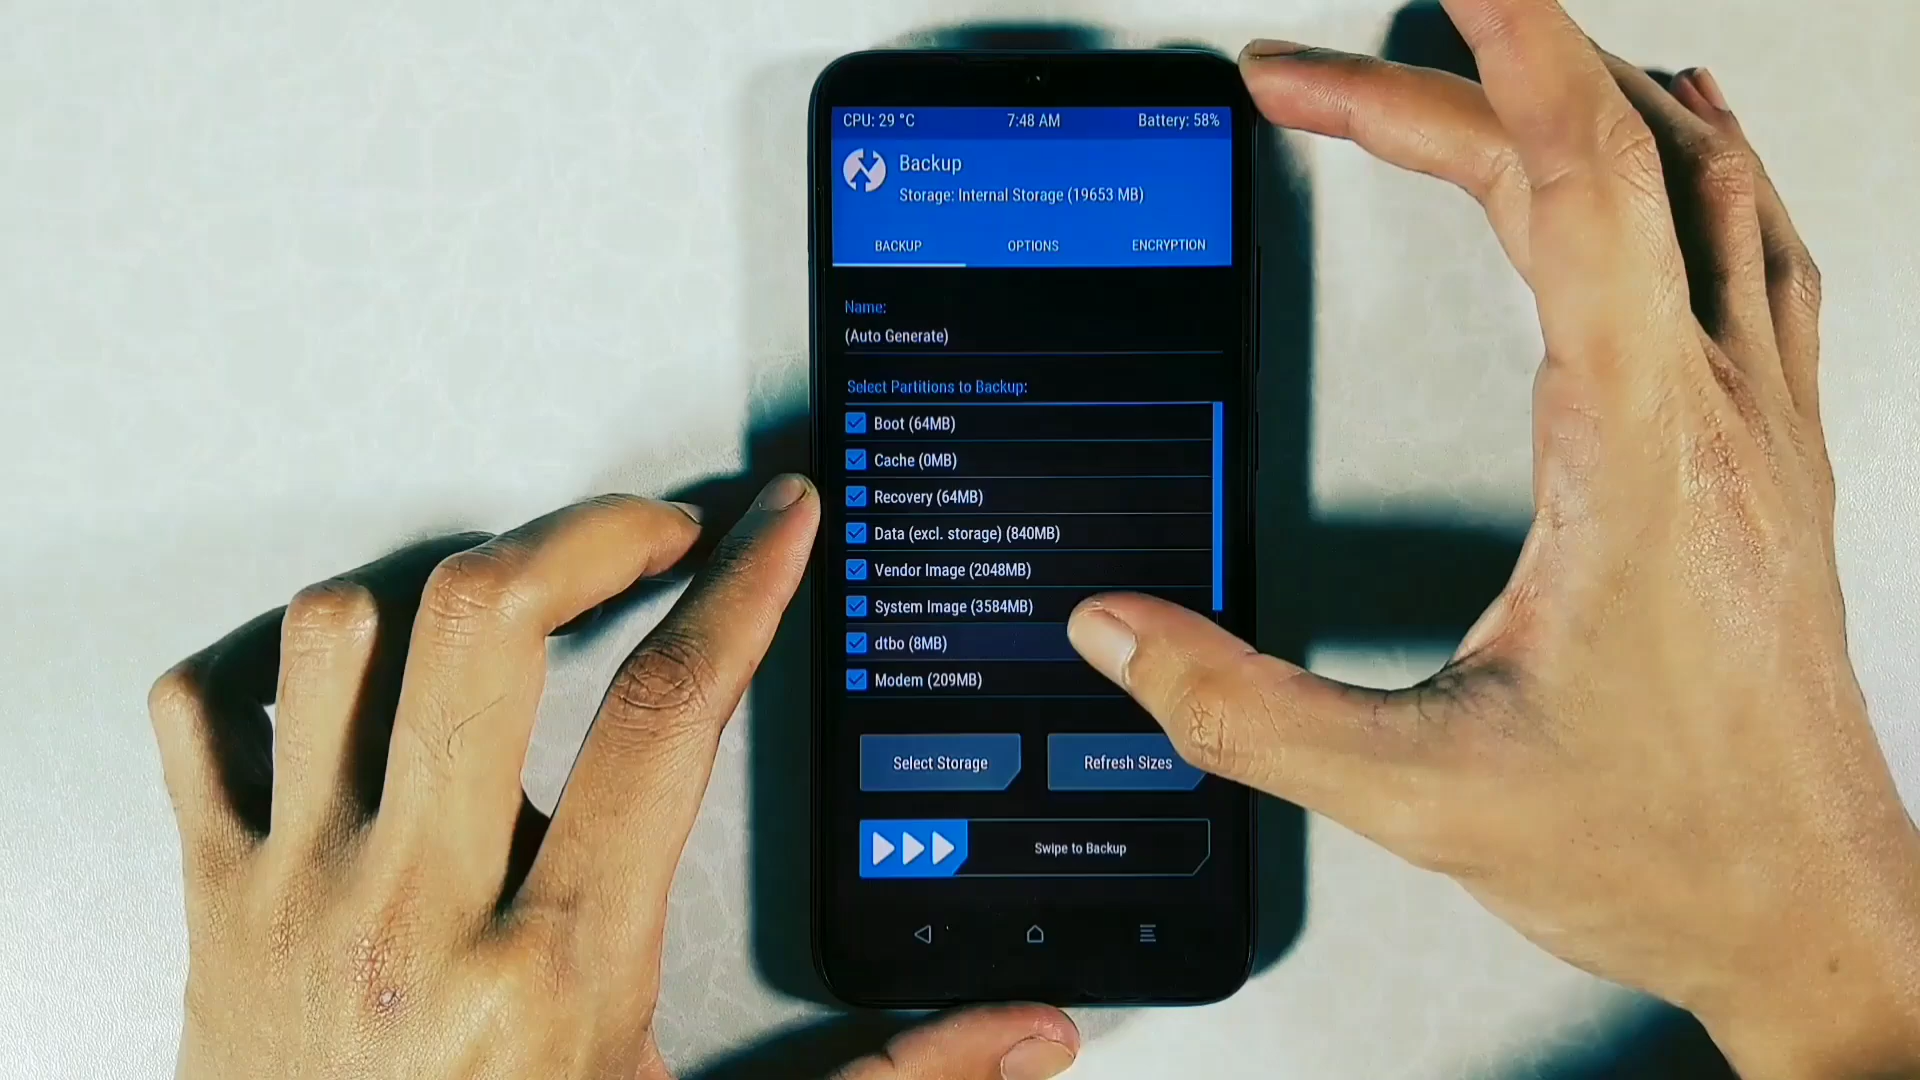 CPU: 29 °C 7:48 AM Battery: 58%
Backup
Storage: Internal Storage (19653 MB)
BACKUP OPTIONS ENCRYPTION
Name:
(Auto Generate)
Select Partitions to Backup:
Boot (64MB)
Cache (0MB)
Recovery (64MB)
Data (excl. storage) (840MB)
Vendor Image (2048MB)
System Image (3584MB)
dtbo (8MB)
Modem (209MB)
Select Storage Refresh Sizes
Swipe to Backup